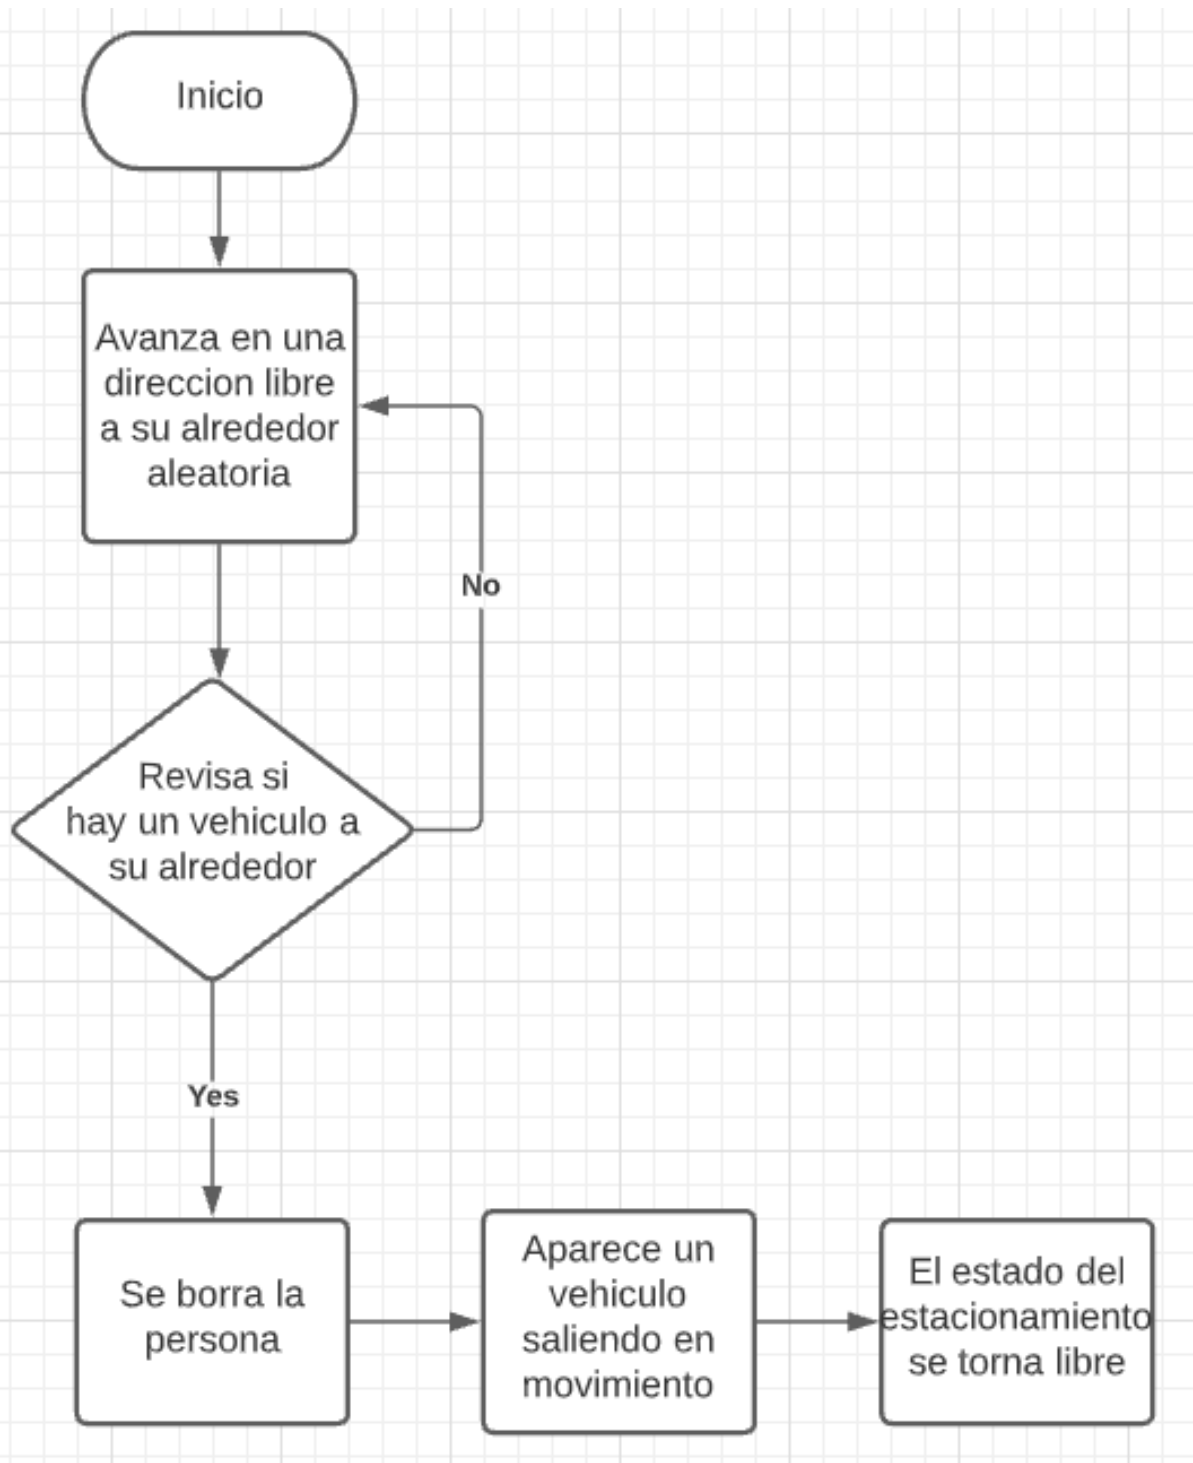 Inicio
Avanza en una
direccion libre
a su alrededor
aleatoria
No
Revisa si
hay un vehiculo a
su alrededor
Yes
Se borra la
persona
Aparece un
vehiculo
saliendo en
movimiento
El estado del
estacionamiento
se torna libre